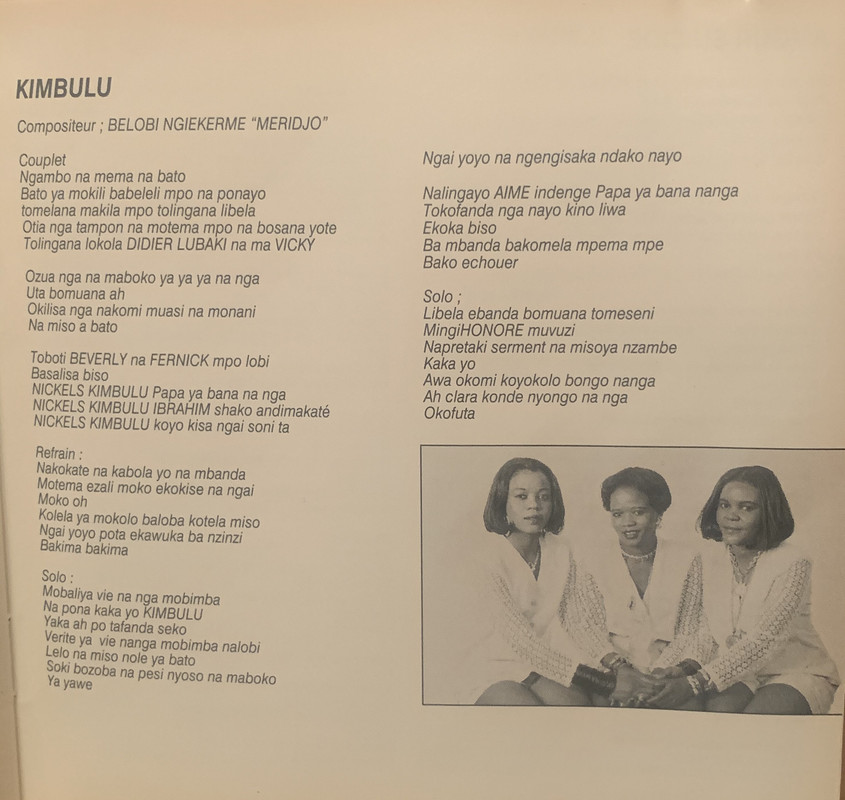 KIMBULU
Compositeur ; BELOBI NGIEKERME “MERIDJO”
Couplet
Ngambo na mema na bato
Bato ya mokili babeleli mpo na ponayo
tomelana makila mpo tolingana libela
Otia nga tampon na motema mpo na bosana yote
Tolingana lokola DIDIER LUBAKI na ma VICKY
Ozua nga na maboko ya ya ya na nga
Uta bomuana ah
Okilisa nga nakomi muasi na monani
Na miso a bato
Toboti BEVERLY na FERNICK mpo lobi
Basalisa biso
NICKELS KIMBULU Papa ya bana na nga
NICKELS KIMBULU IBRAHIM shako andimakaté
NICKELS KIMBULU koyo kisa ngai soni ta
Refrain :
Nakokate na kabola yo na mbanda
Motema ezali moko ekokise na ngai
Moko oh
Kolela ya mokolo baloba kotela miso
Ngai yoyo pota ekawuka ba nzinzi
Bakima bakima
Solo :
Mobaliya vie na nga mobimba
Na pona kaka yo KIMBULU
Yaka ah po tafanda seko
Verite ya vie nanga mobimba nalobi
Lelo na miso nole ya bato
Soki bozoba na pesi nyoso na maboko
Ya yawe
Ngai yoyo na ngengisaka ndako nayo
Nalingayo AIME indenge Papa ya bana nanga
Tokofanda nga nayo kino liwa
Ekoka biso
Ba mbanda bakomela mpema mpe
Bako echouer
Solo ;
Libela ebanda bomuana tomeseni
MingiHONORE muvuzi
Napretaki serment na misoya nzambe
Kaka yo
Awa okomi koyokolo bongo nanga
Ah clara konde nyongo na nga
Okofuta